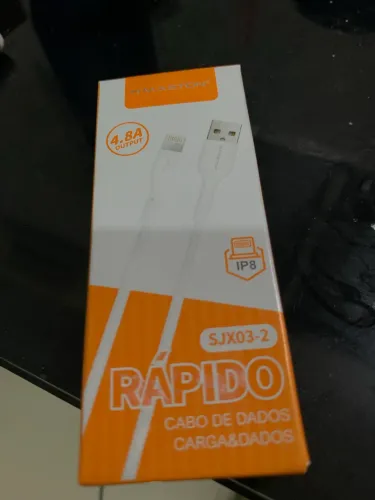 4.8A
OUTPUT
IP8
SJX03-2
RÁPIDO
CABO DE DADOS
CARGA&DADOS